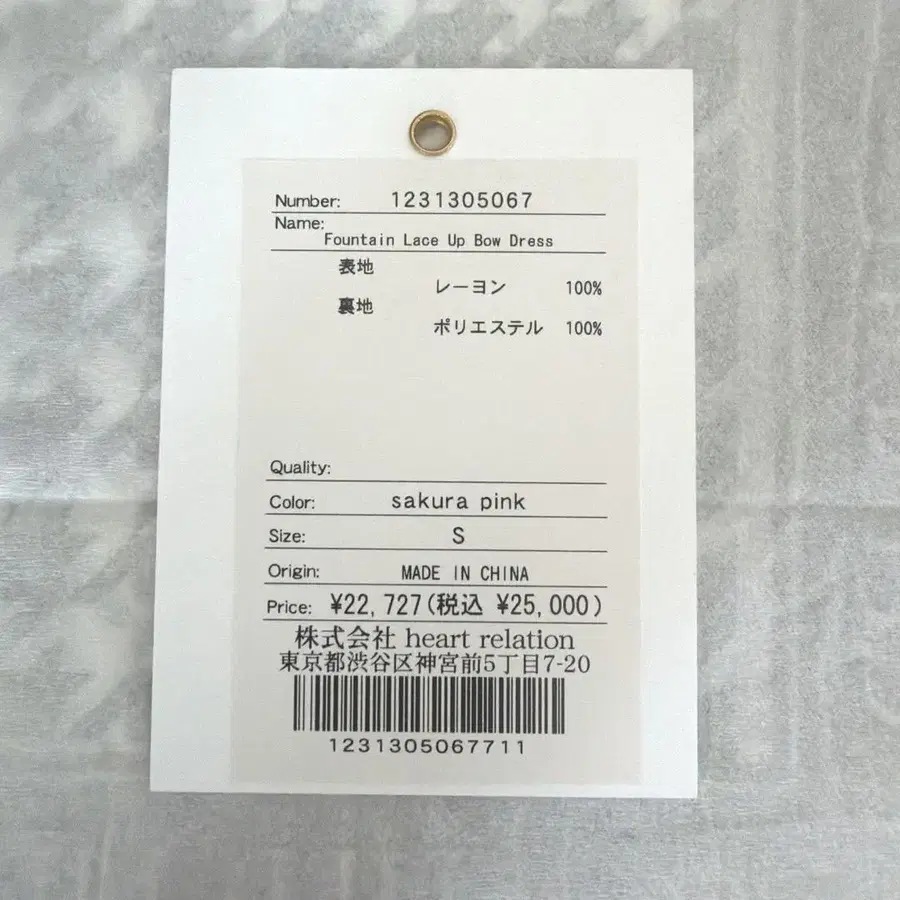 Number: 1231305067
Name:
Fountain Lace Up Bow Dress
表地
レーヨン 100%
裏地
ポリエステル 100%
Quality:
Color: sakura pink
Size: S
Origin: MADE IN CHINA
Price: ¥22,727(税込 ¥25,000)
株式会社 heart relation
東京都渋谷区神宮前5丁目7-20
1231305067711